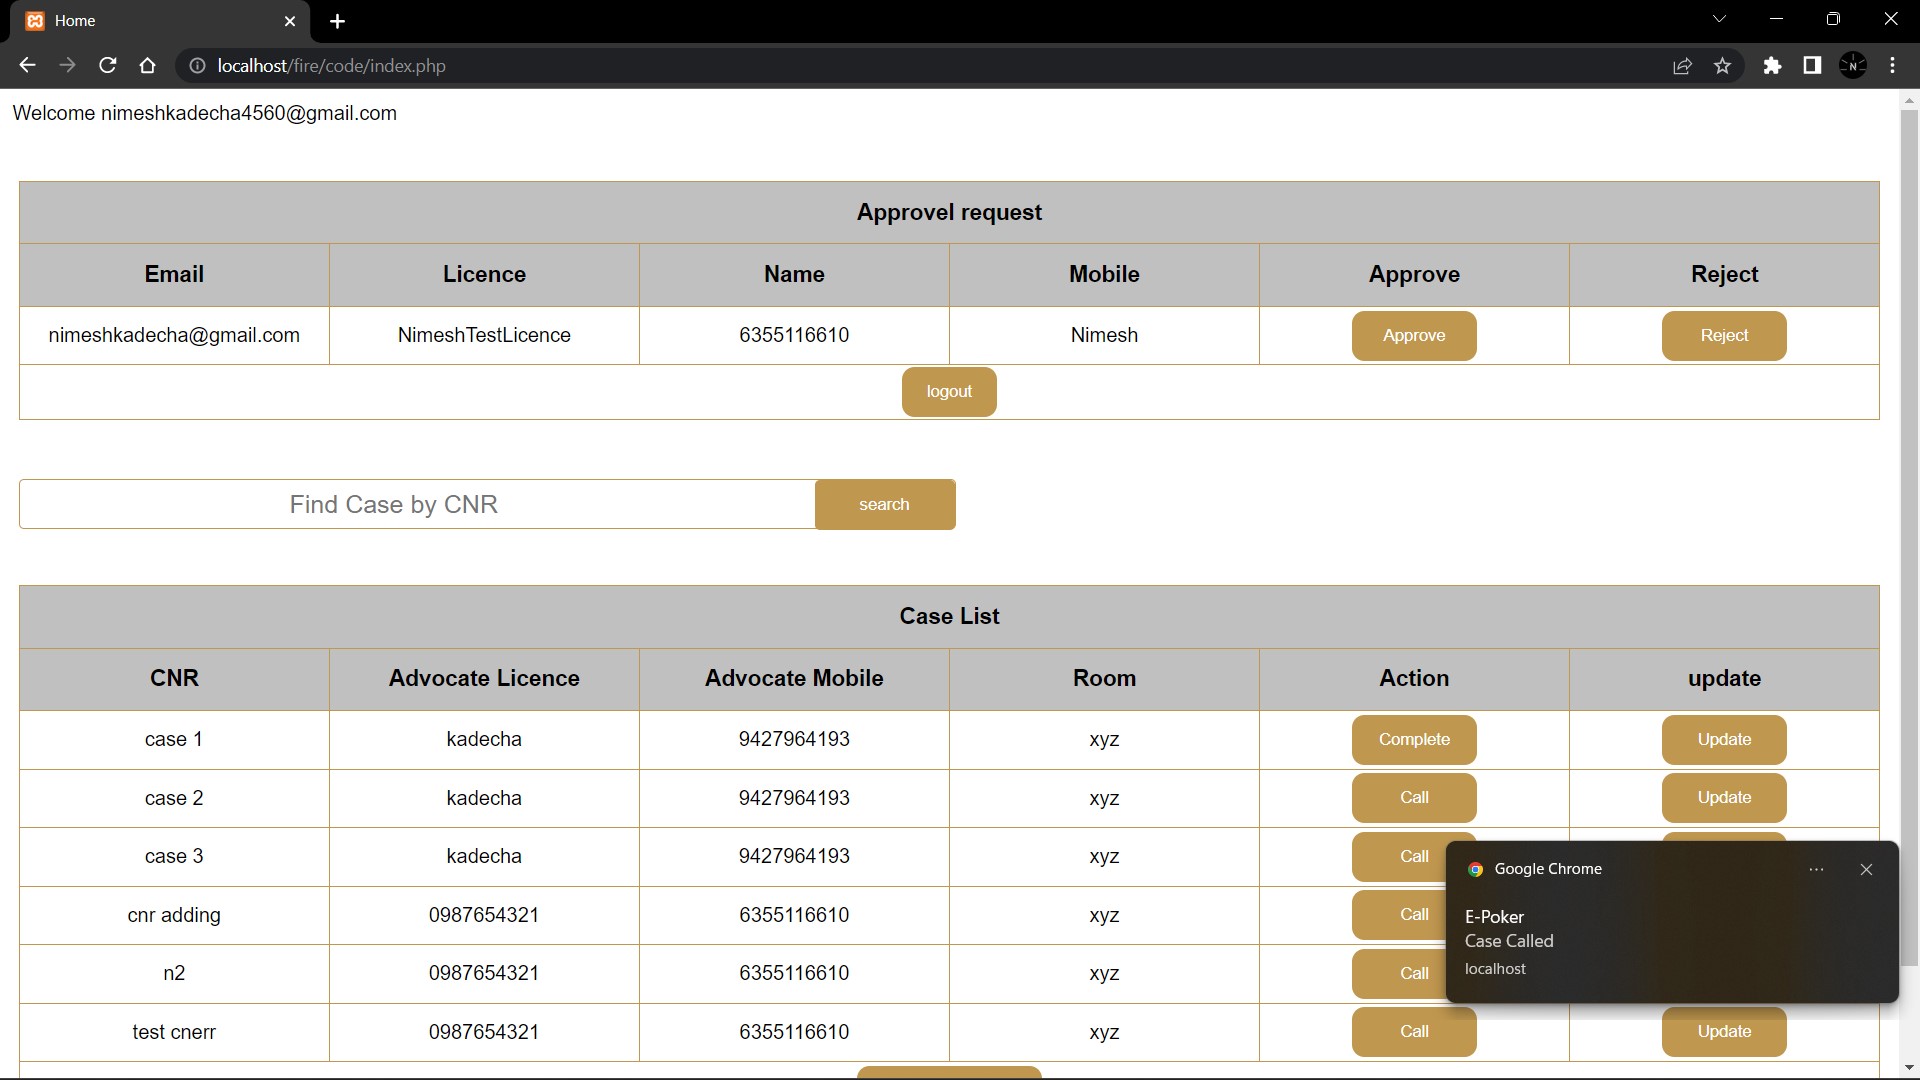 Home
localhost/fire/code/index.php
N
Welcome nimeshkadecha4560@gmail.com
Approvel request
Email Licence Name Mobile Approve Reject
nimeshkadecha@gmail.com NimeshTestLicence 6355116610 Nimesh Approve Reject
logout
Find Case by CNR search
Case List
CNR Advocate Licence Advocate Mobile Room Action update
case 1 kadecha 9427964193 xyz Complete Update
case 2 kadecha 9427964193 xyz Call Update
case 3 kadecha 9427964193 xyz Call
cnr adding 0987654321 6355116610 xyz Call
n2 0987654321 6355116610 xyz Call
test cnerr 0987654321 6355116610 xyz Call Update
Google Chrome
E-Poker
Case Called
localhost